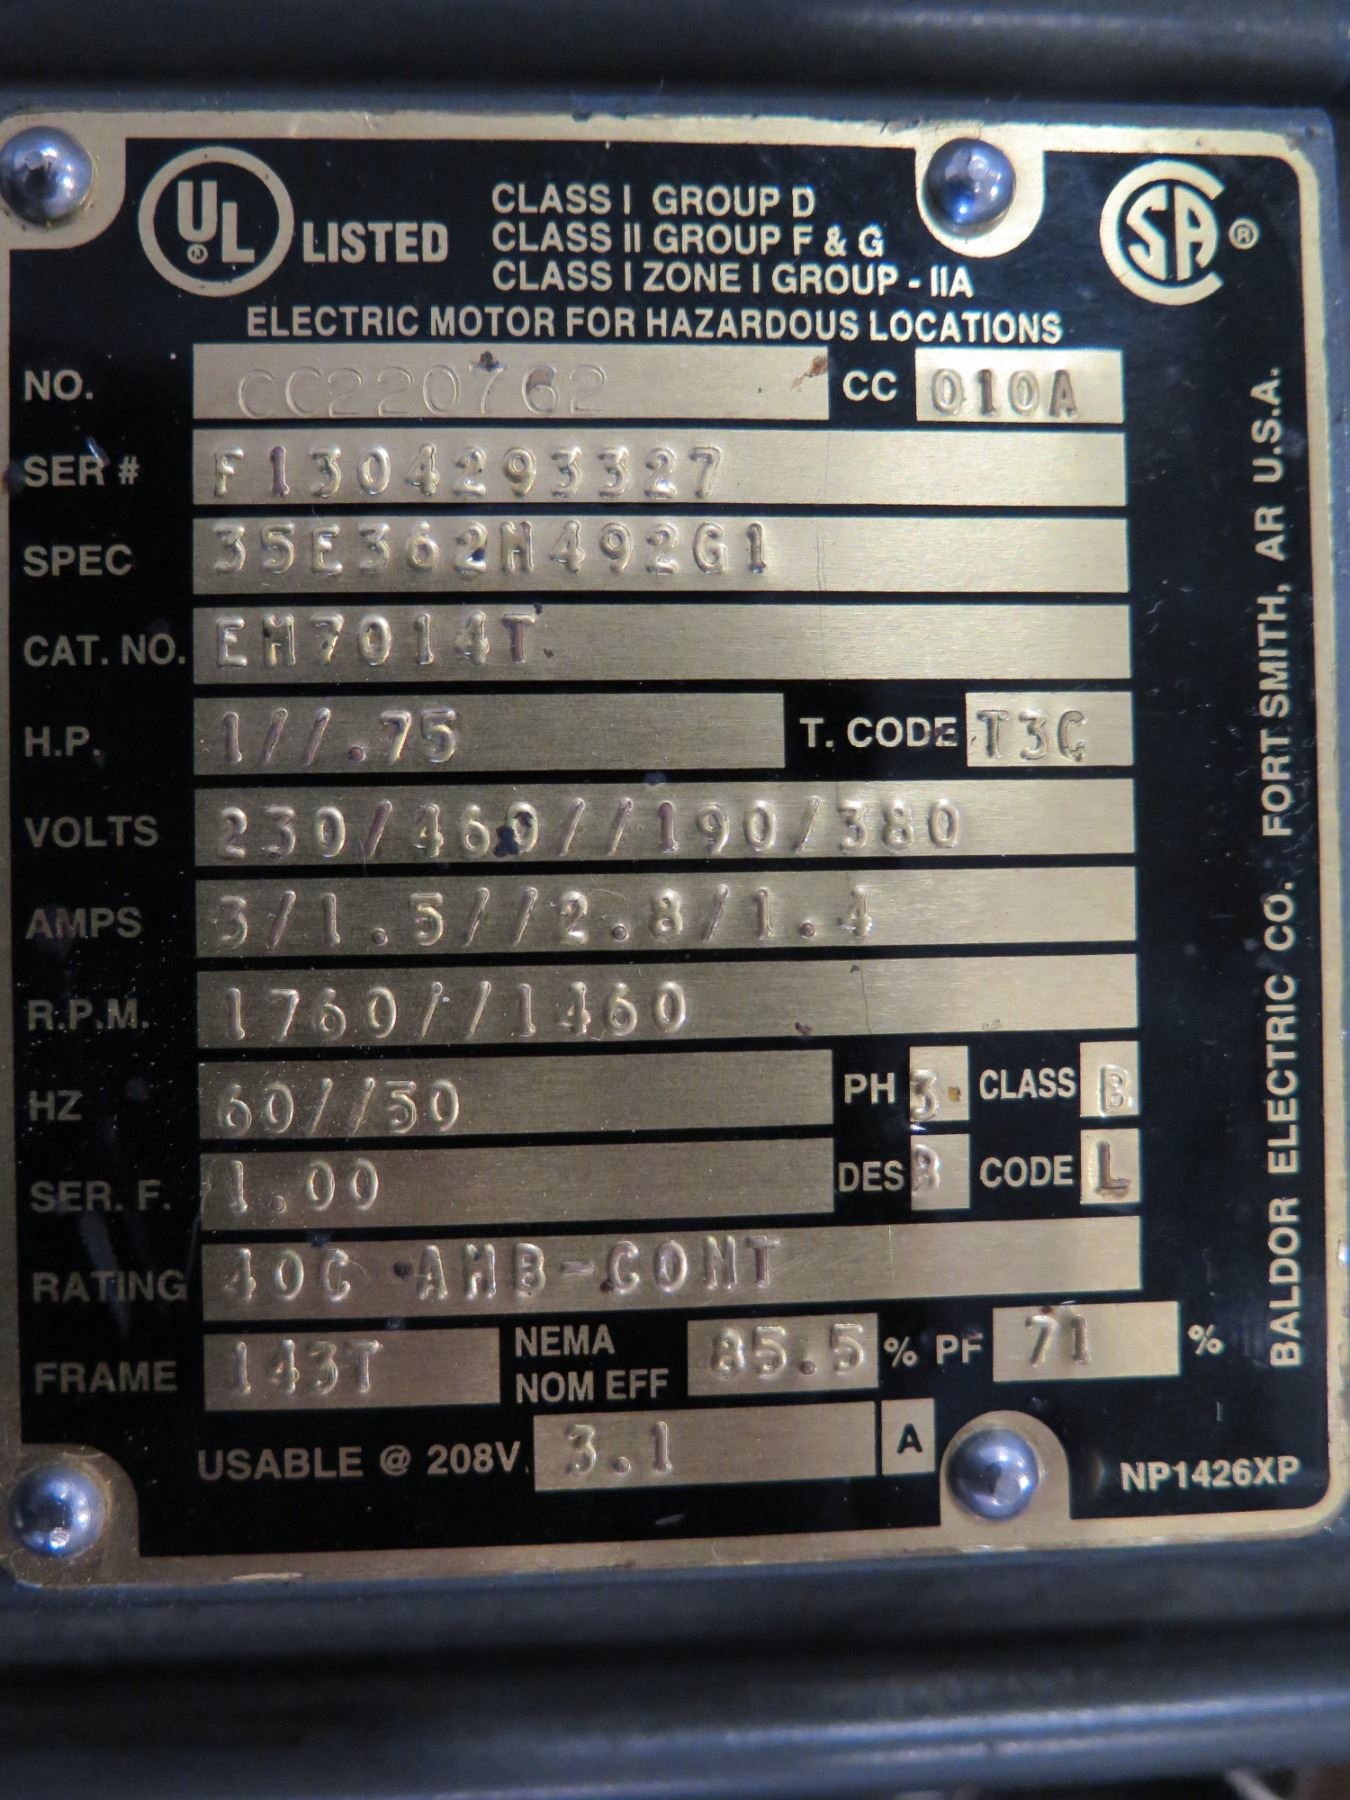 UL® LISTED
CLASS I GROUP D
CLASS II GROUP F & G
CLASS I ZONE I GROUP - IIA
SA ®
ELECTRIC MOTOR FOR HAZARDOUS LOCATIONS
NO. CC220762 CC 010A
SER # F1304293327
SPEC 35E362M492G1
CAT. NO. EM7014T
H.P. 1//.75 T. CODE T3C
VOLTS 230/460//190/380
AMPS 3/1.5//2.8/1.4
R.P.M. 1760//1460
HZ 60//50 PH 3 CLASS B
SER. F. 1.00 DES B CODE L
RATING 40C AMB-CONT
FRAME 143T NEMA NOM EFF 85.5 % PF 71 %
USABLE @ 208V 3.1 A
NP1426XP
BALDOR ELECTRIC CO. FORT SMITH, AR U.S.A.